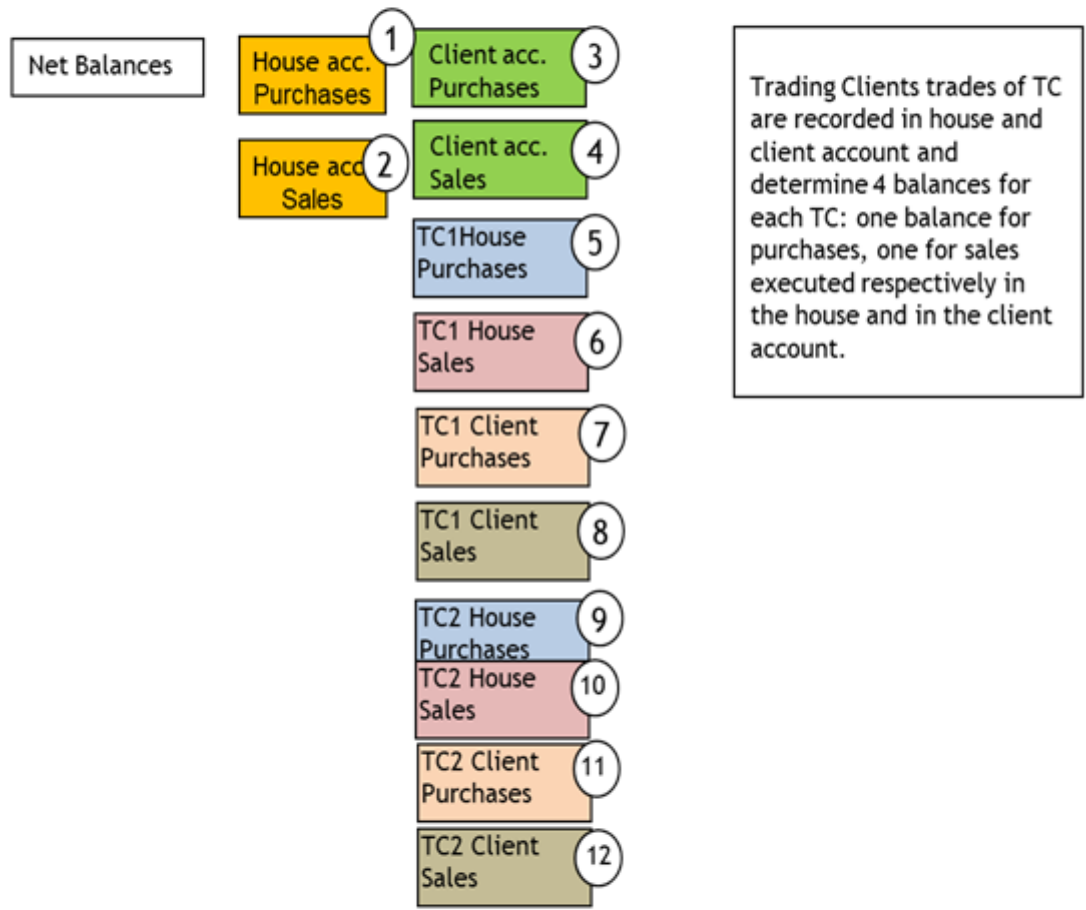 Net Balances
House acc.
Purchases
1
Client acc.
Purchases
3
House acc
Sales
2
Client acc.
Sales
4
TC1House
Purchases
5
TC1 House
Sales
6
TC1 Client
Purchases
7
TC1 Client
Sales
8
TC2 House
Purchases
9
TC2 House
Sales
10
TC2 Client
Purchases
11
TC2 Client
Sales
12
Trading Clients trades of TC
are recorded in house and
client account and
determine 4 balances for
each TC: one balance for
purchases, one for sales
executed respectively in
the house and in the client
account.